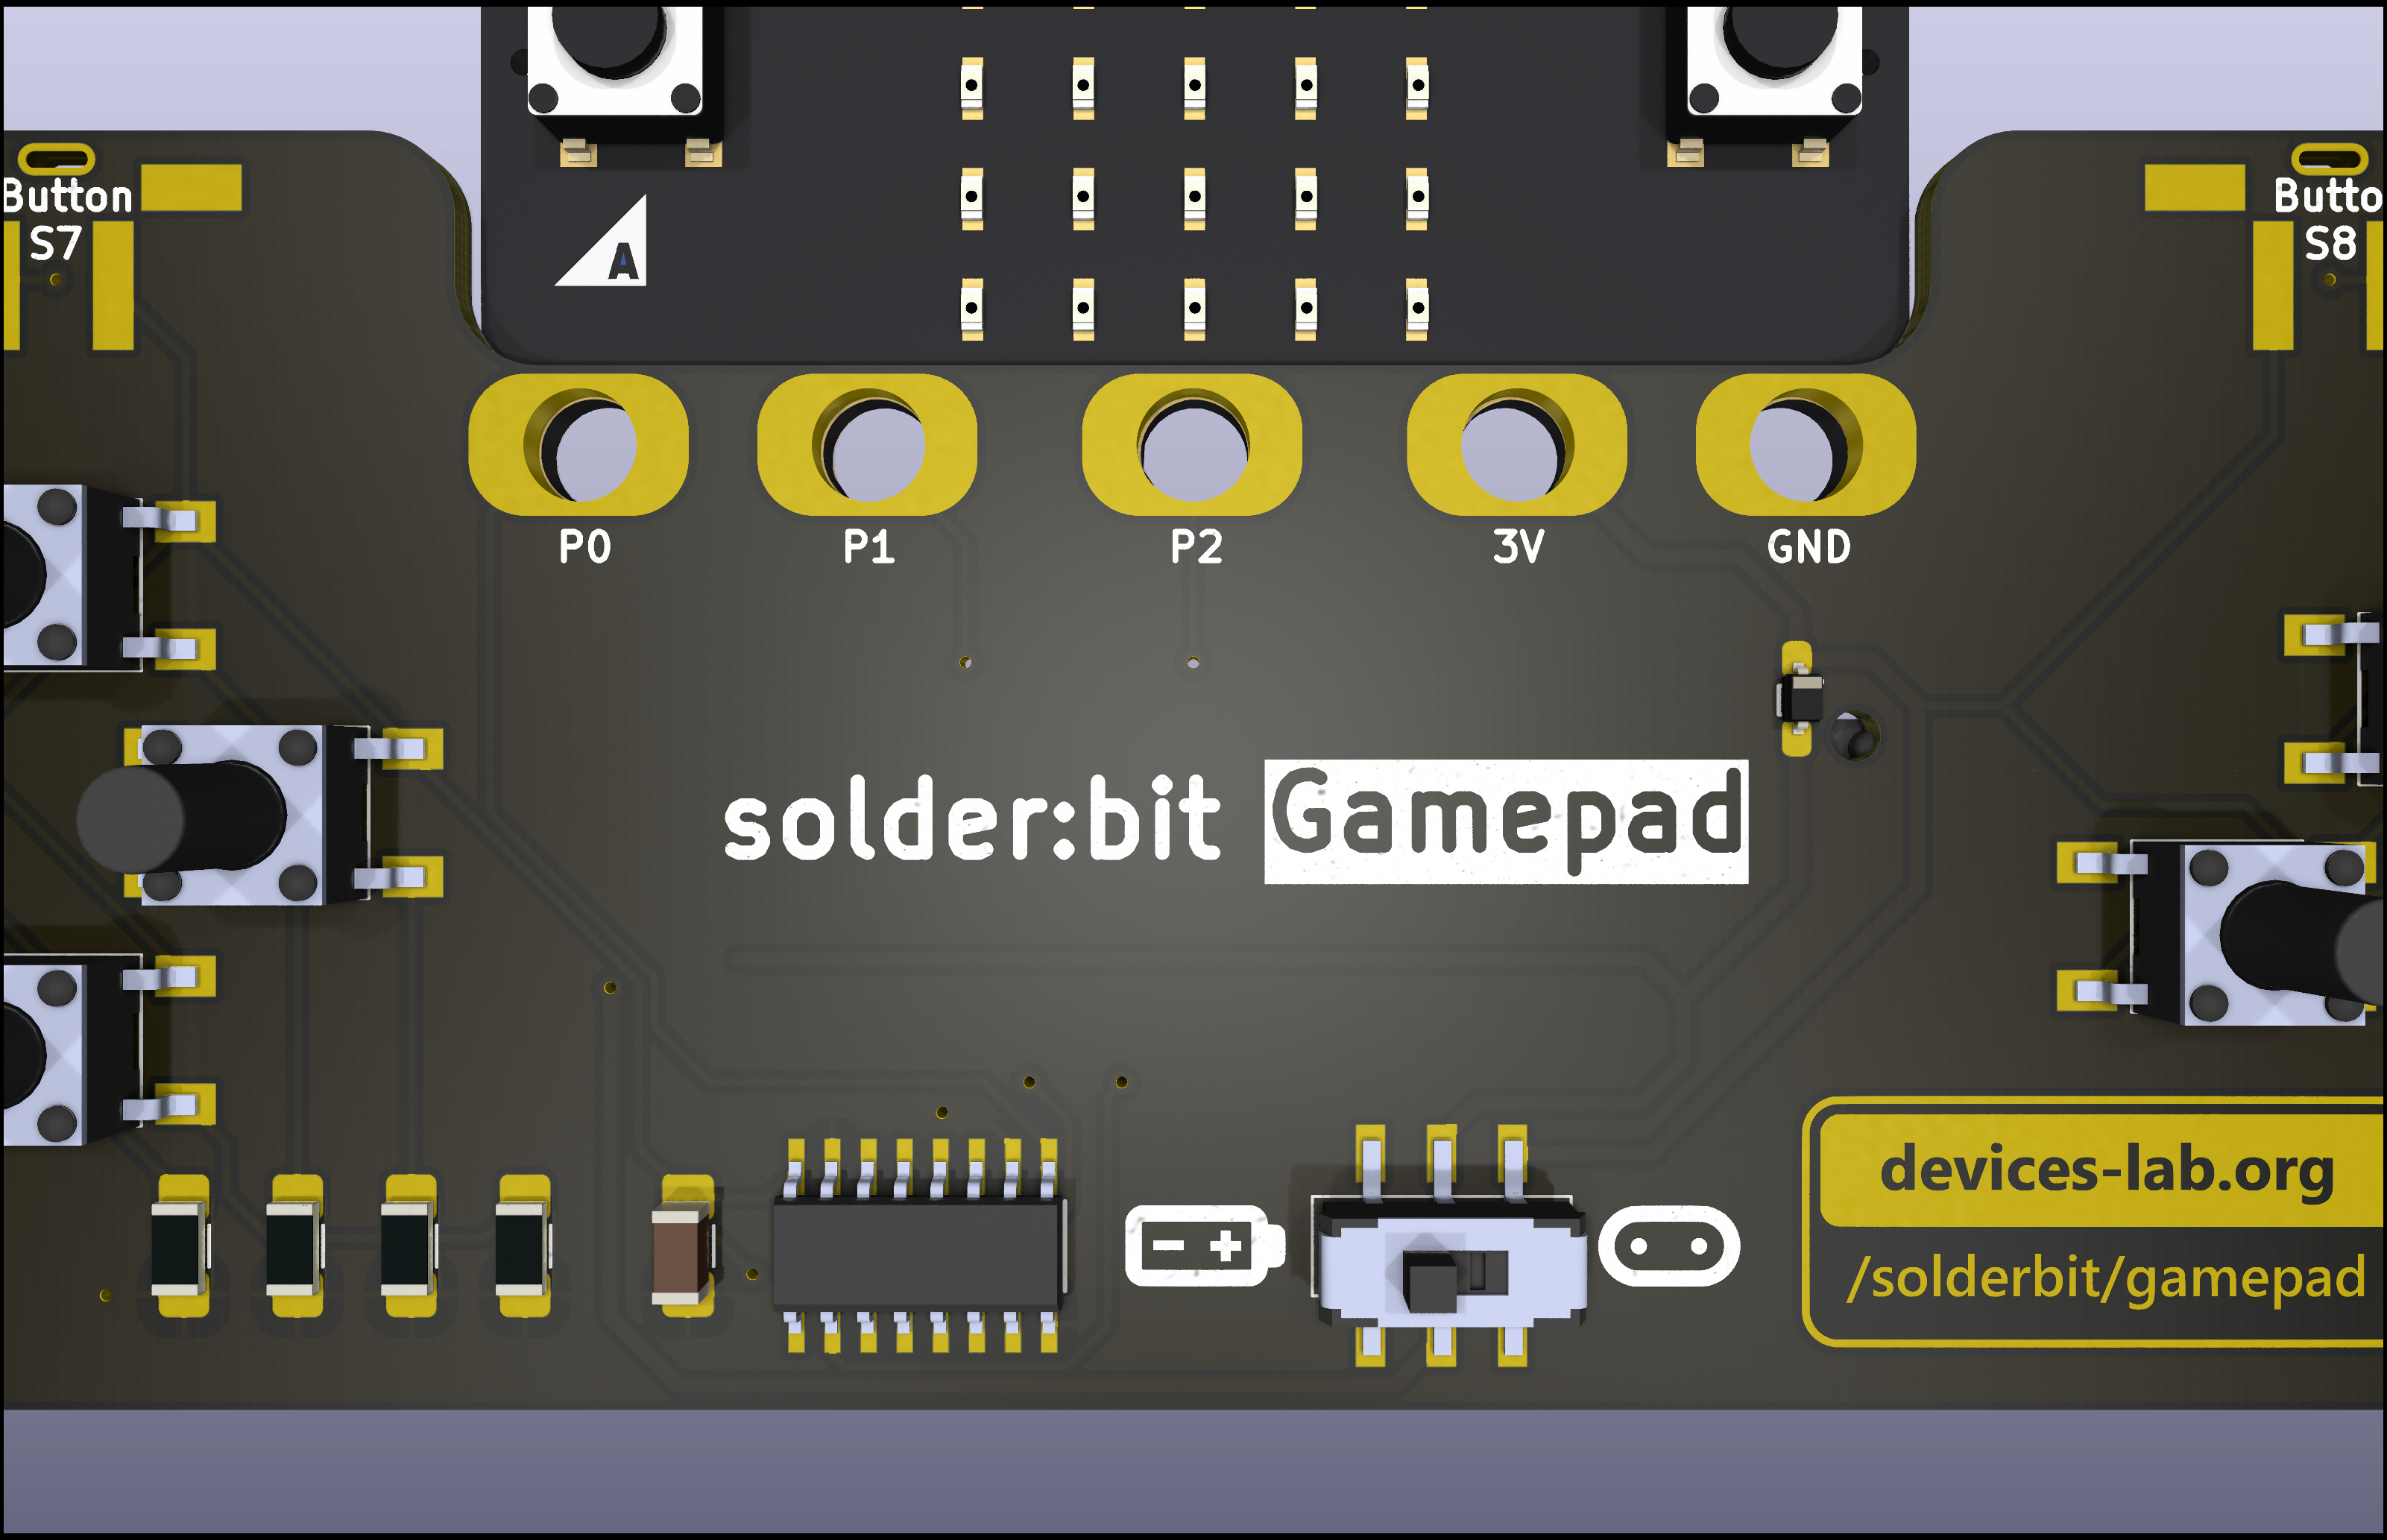 Button
S7
Butto
S8
A
P0 P1 P2 3V GND
solder:bit Gamepad
devices-lab.org
/solderbit/gamepad
- +